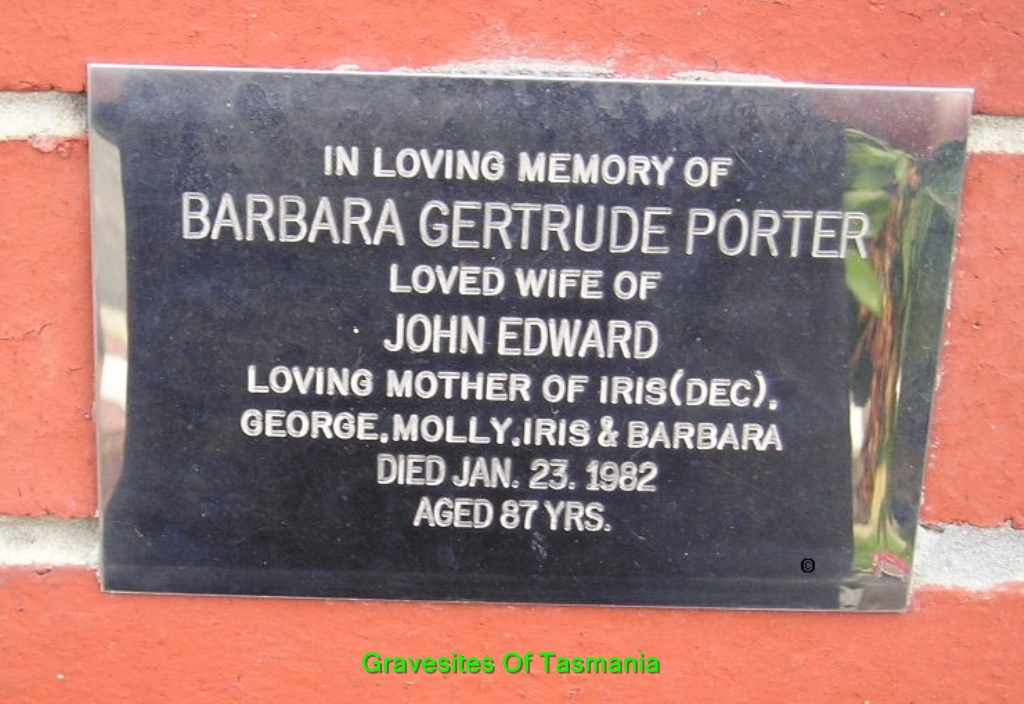 IN LOVING MEMORY OF
BARBARA GERTRUDE PORTER
LOVED WIFE OF
JOHN EDWARD
LOVING MOTHER OF IRIS(DEC),
GEORGE, MOLLY, IRIS & BARBARA
DIED JAN. 23. 1982
AGED 87 YRS.
©
Gravesites Of Tasmania